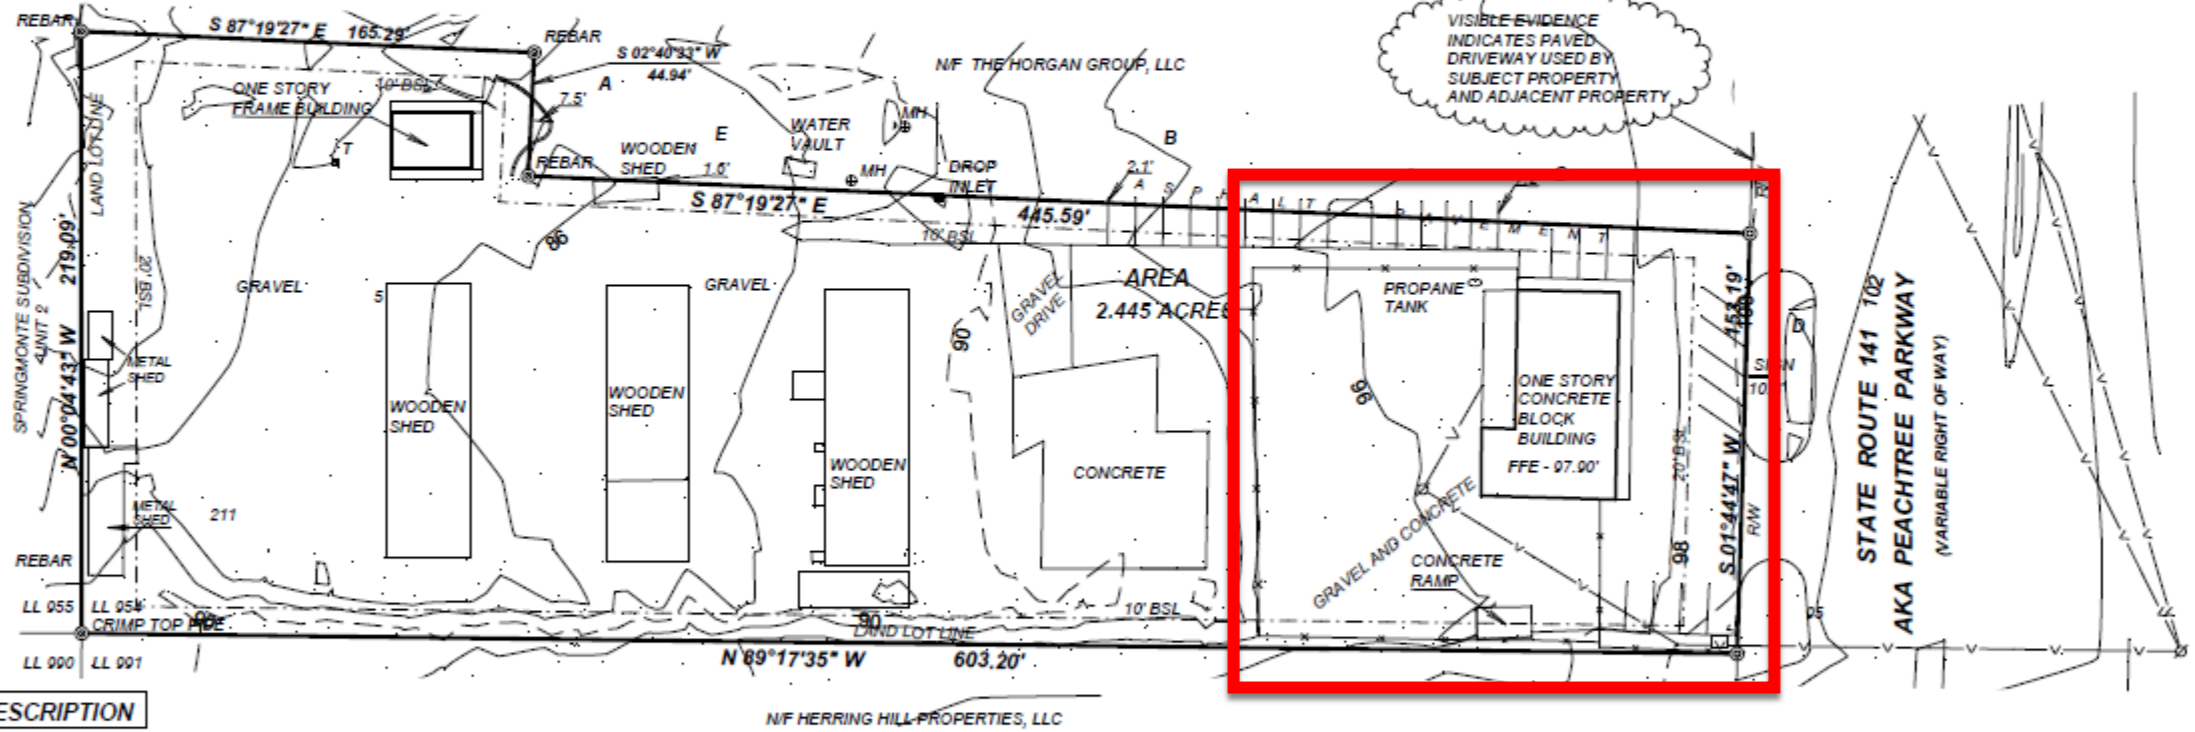 REBAR
S 87°19'27" E 165.29'
REBAR
S 02°40'33" W
44.94'
A
7.5'
10' BSL
ONE STORY
FRAME BUILDING
T
LAND LOT LINE
REBAR
WOODEN
SHED
1.6'
E
WATER
VAULT
MH
MH
DROP
INLET
N/F THE HORGAN GROUP, LLC
B
2.1'
VISIBLE EVIDENCE
INDICATES PAVED
DRIVEWAY USED BY
SUBJECT PROPERTY
AND ADJACENT PROPERTY
S 87°19'27" E
445.59'
ASPHALT PAVEMENT
10' BSL
86
SPRINGMONTE SUBDIVISION
UNIT 2
N 00°04'43" W 219.09'
20' BSL
GRAVEL
5
GRAVEL
GRAVEL
DRIVE
90
AREA
2.445 ACRES
PROPANE
TANK
96
METAL
SHED
WOODEN
SHED
WOODEN
SHED
WOODEN
SHED
CONCRETE
ONE STORY
CONCRETE
BLOCK
BUILDING
FFE - 97.90'
20' BSL
98
153.19'
S 01°44'47" W
R/W
D
SIGN
STATE ROUTE 141 102
AKA PEACHTREE PARKWAY
(VARIABLE RIGHT OF WAY)
METAL
SHED
211
GRAVEL AND CONCRETE
CONCRETE
RAMP
REBAR
LL 955 LL 954
CRIMP TOP PIPE
LL 990 LL 991
90
LAND LOT LINE
10' BSL
N 89°17'35" W 603.20'
N/F HERRING HILL PROPERTIES, LLC
ESCRIPTION